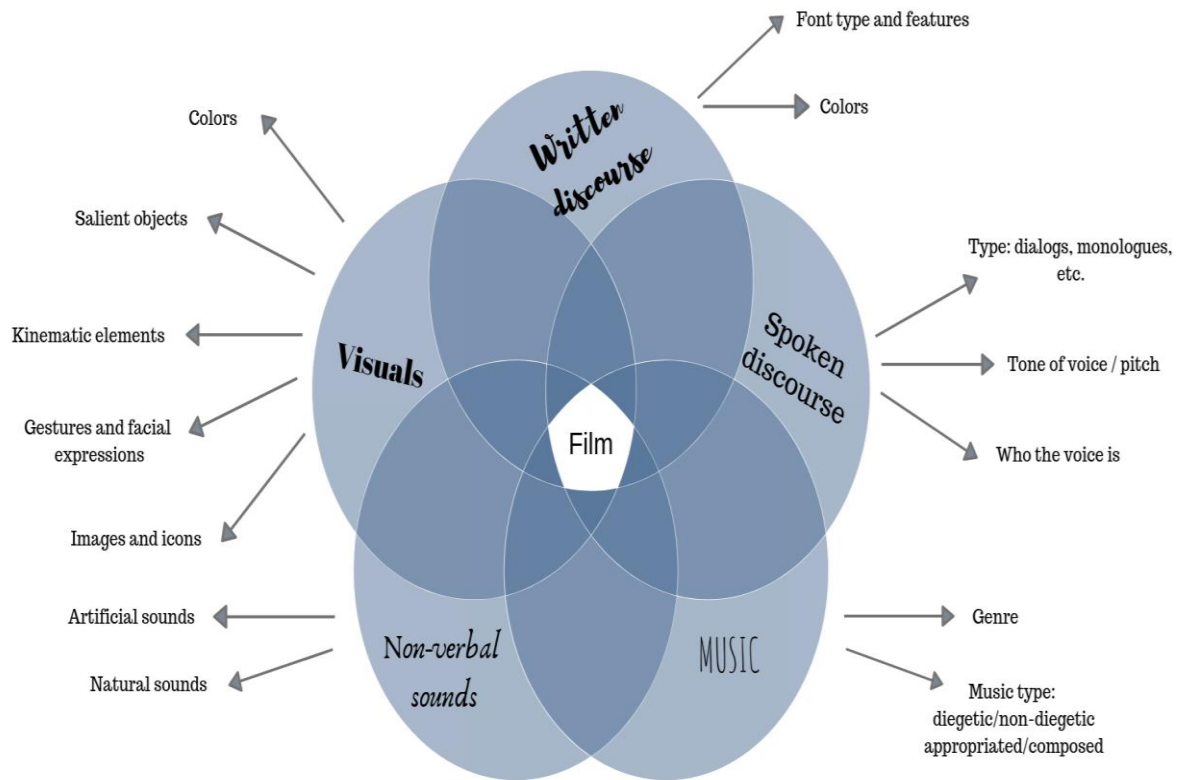 Font type and features
Colors
Written
discourse
Colors
Salient objects
Kinematic elements
Gestures and facial
expressions
Images and icons
Visuals
Spoken
discourse
Type: dialogs, monologues,
etc.
Tone of voice / pitch
Who the voice is
Film
Artificial sounds
Natural sounds
Non-verbal
sounds
MUSIC
Genre
Music type:
diegetic/non-diegetic
appropriated/composed